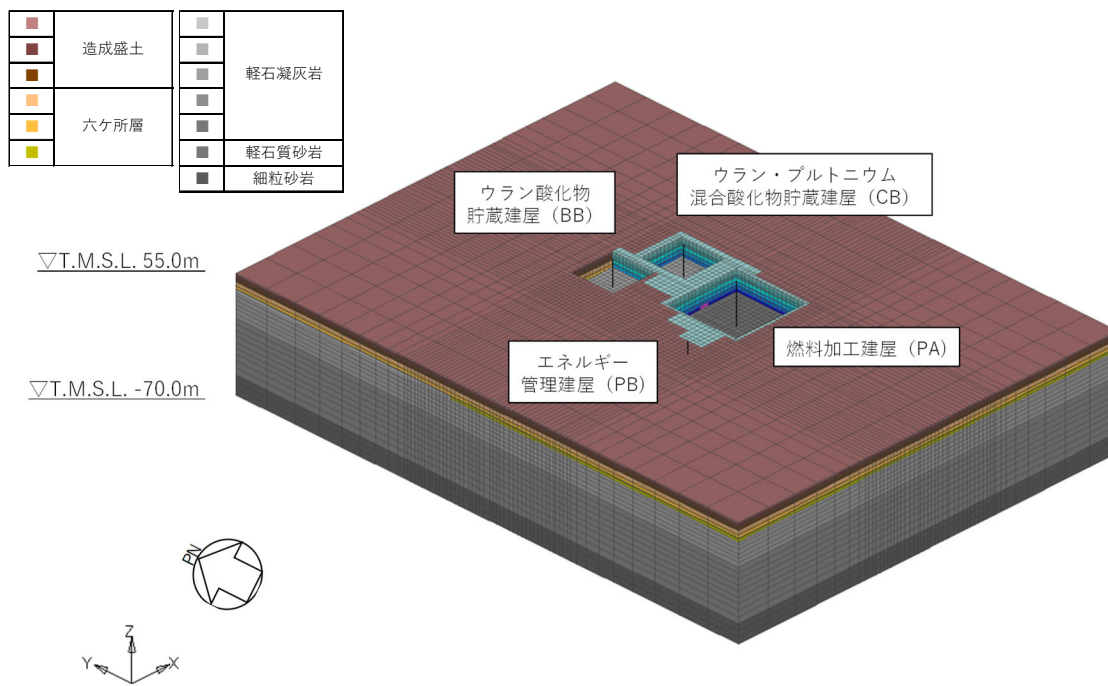 造成盛土
六ケ所層
軽石凝灰岩
軽石質砂岩
細粒砂岩
ウラン酸化物
貯蔵建屋（BB）
ウラン・プルトニウム
混合酸化物貯蔵建屋（CB）
▽T.M.S.L. 55.0m
エネルギー
管理建屋（PB）
燃料加工建屋（PA）
▽T.M.S.L. -70.0m
PN
Z
Y
X